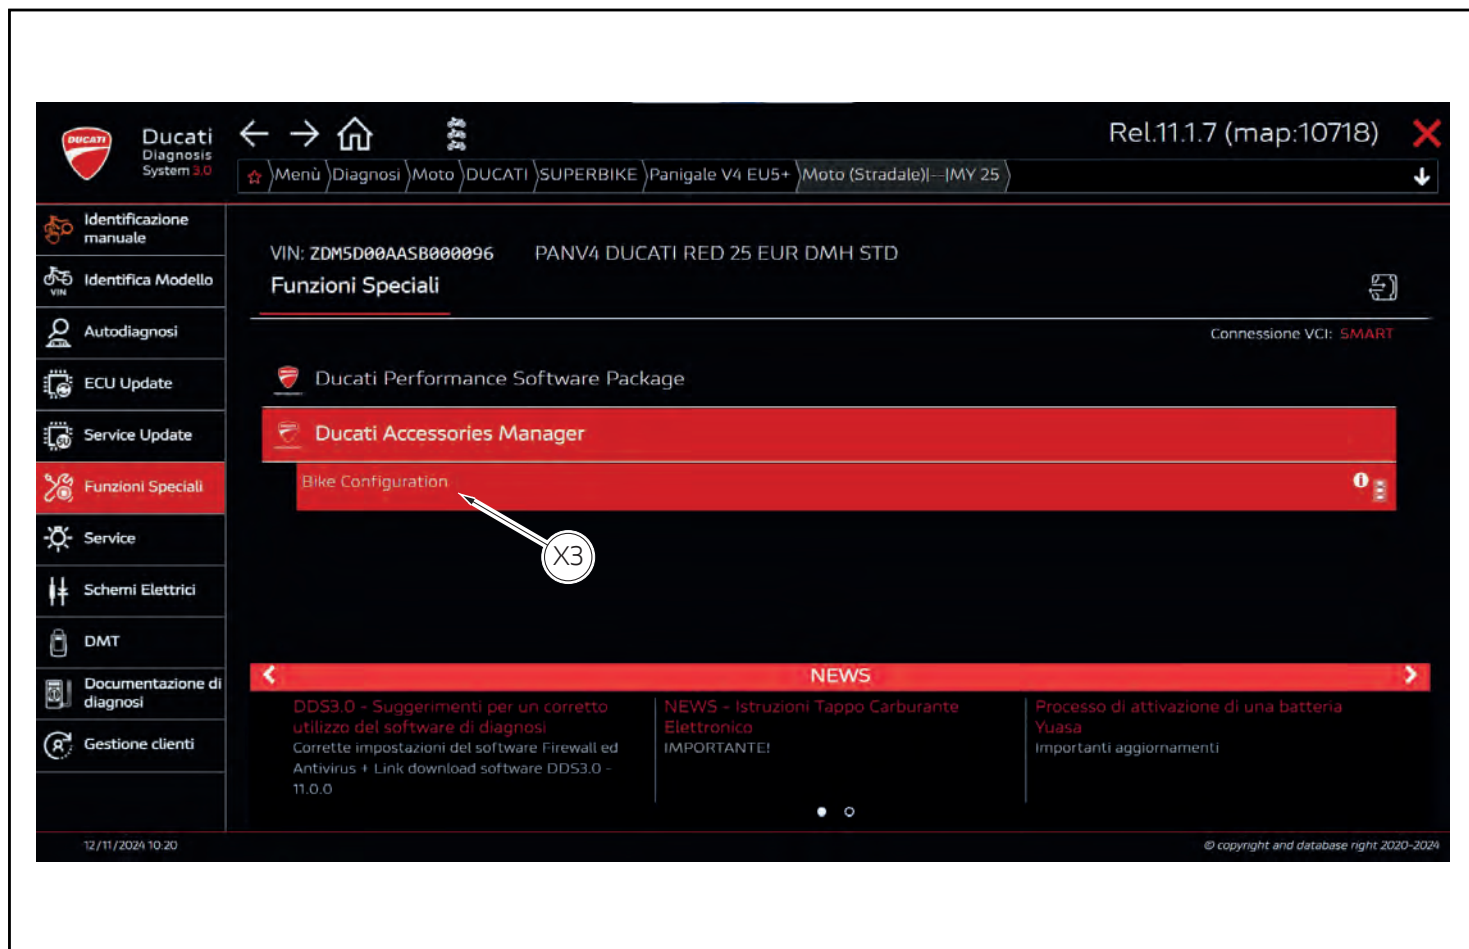 DUCATI
Ducati
Diagnosis
System 3.0
Rel.11.1.7 (map:10718)
Menù Diagnosi Moto DUCATI SUPERBIKE Panigale V4 EU5+ Moto (Stradale)|---|MY 25
Identificazione
manuale
VIN
Identifica Modello
Autodiagnosi
ECU Update
SU
Service Update
Funzioni Speciali
Service
Schemi Elettrici
DMT
Documentazione di
diagnosi
Gestione clienti
VIN: ZDM5D00AASB000096 PANV4 DUCATI RED 25 EUR DMH STD
Funzioni Speciali
Connessione VCI: SMART
Ducati Performance Software Package
Ducati Accessories Manager
Bike Configuration
X3
NEWS
DDS3.0 - Suggerimenti per un corretto
utilizzo del software di diagnosi
Corrette impostazioni del software Firewall ed
Antivirus + Link download software DDS3.0 -
11.0.0
NEWS - Istruzioni Tappo Carburante
Elettronico
IMPORTANTE!
Processo di attivazione di una batteria
Yuasa
Importanti aggiornamenti
12/11/2024 10:20
© copyright and database right 2020-2024